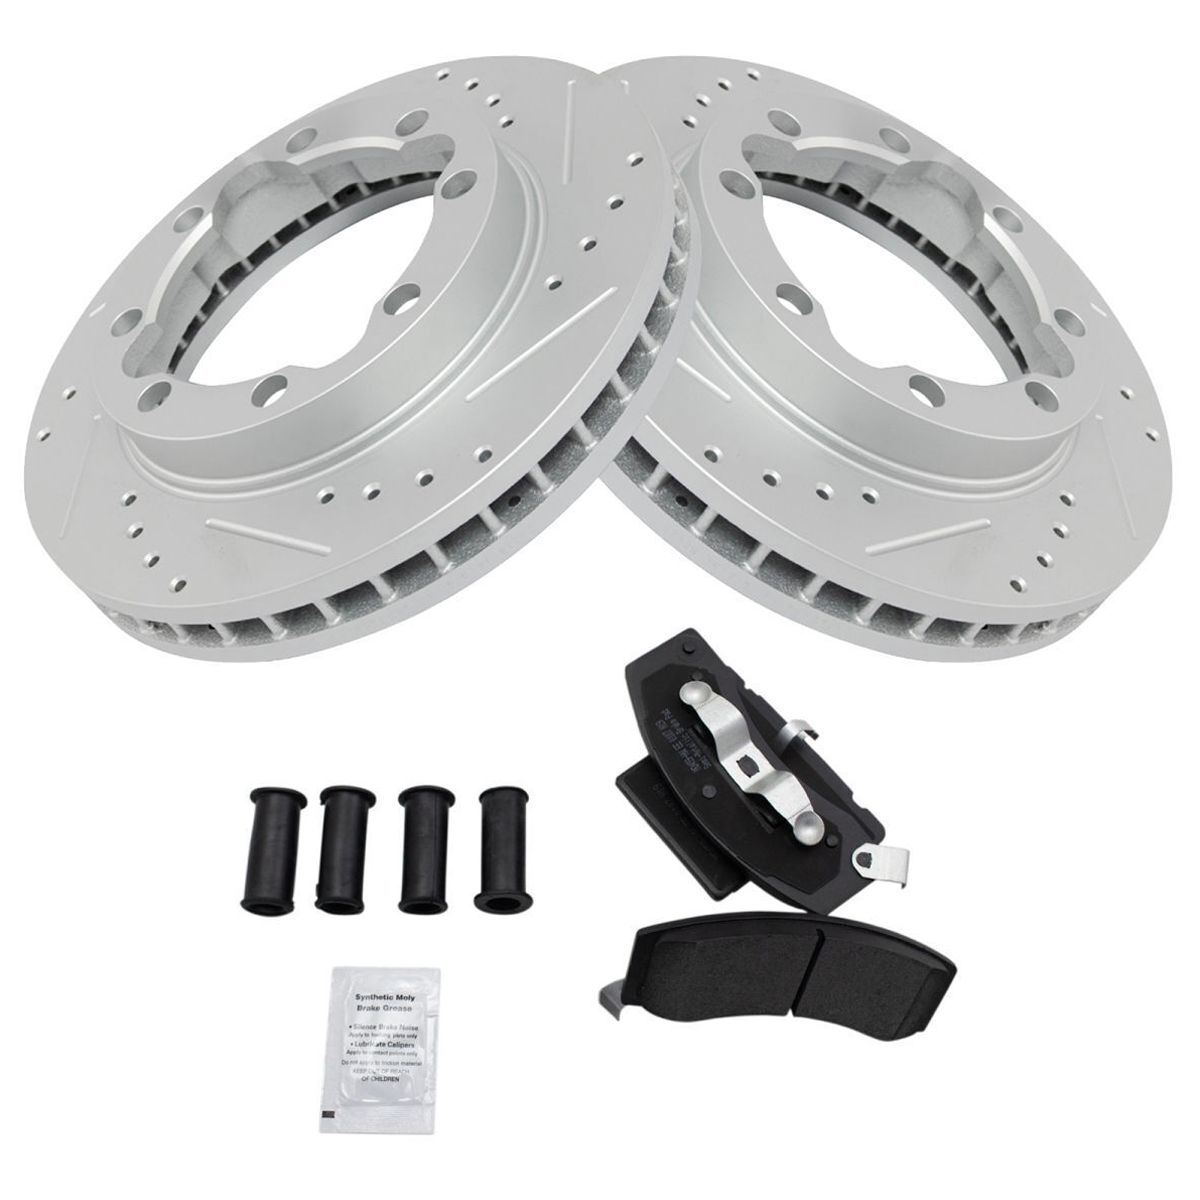 Synthetic Moly
Brake Grease
• Silence Brake Noise
Apply to backing plate only
• Lubricate Calipers
Apply to contact points only
Do not apply to friction material
KEEP OUT OF REACH
OF CHILDREN